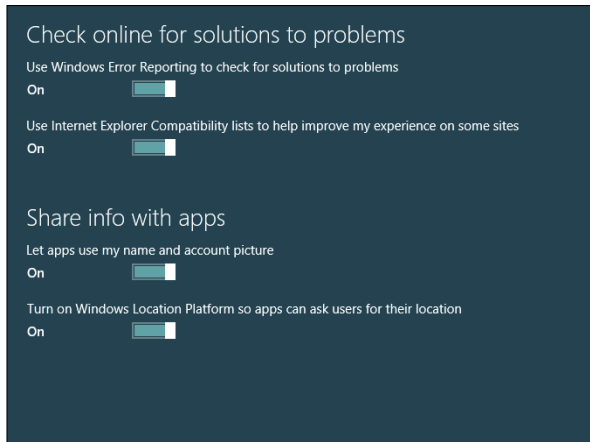 Check online for solutions to problems
Use Windows Error Reporting to check for solutions to problems
On
Use Internet Explorer Compatibility lists to help improve my experience on some sites
On
Share info with apps
Let apps use my name and account picture
On
Turn on Windows Location Platform so apps can ask users for their location
On